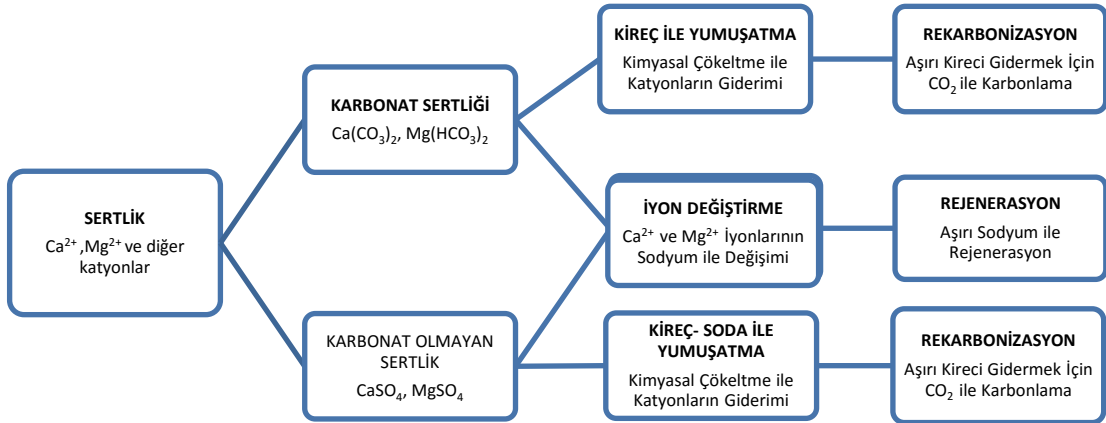 SERTLİK
Ca²⁺ ,Mg²⁺ ve diğer
katyonlar
KARBONAT SERTLİĞİ
Ca(CO₃)₂, Mg(HCO₃)₂
KARBONAT OLMAYAN
SERTLİK
CaSO₄, MgSO₄
KİREÇ İLE YUMUŞATMA
Kimyasal Çökeltme ile
Katyonların Giderimi
İYON DEĞİŞTİRME
Ca²⁺ ve Mg²⁺ İyonlarının
Sodyum ile Değişimi
KİREÇ- SODA İLE
YUMUŞATMA
Kimyasal Çökeltme ile
Katyonların Giderimi
REKARBONİZASYON
Aşırı Kireci Gidermek İçin
CO₂ ile Karbonlama
REJENERASYON
Aşırı Sodyum ile
Rejenerasyon
REKARBONİZASYON
Aşırı Kireci Gidermek İçin
CO₂ ile Karbonlama